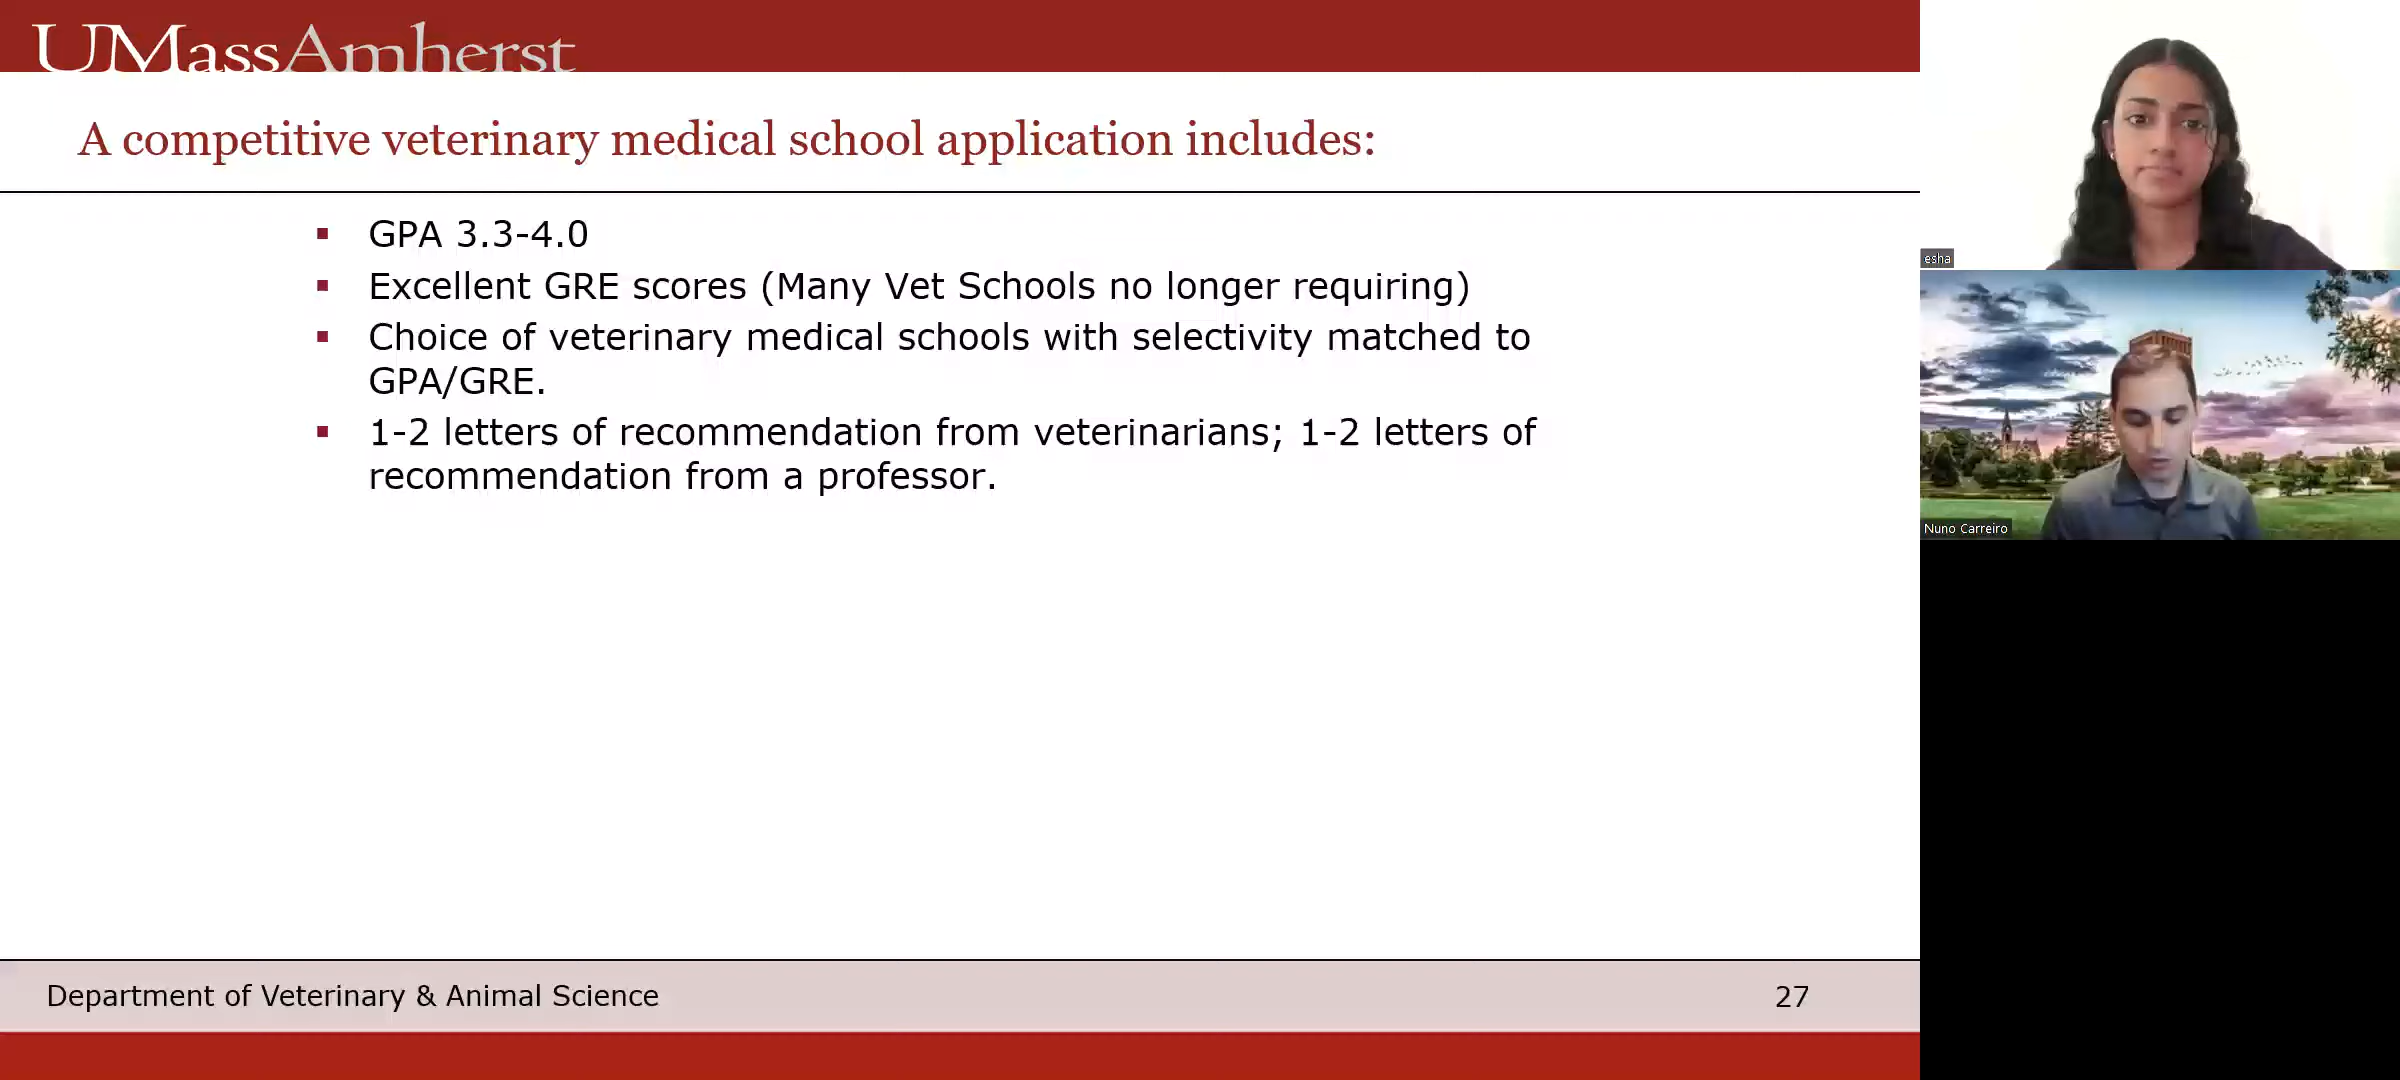 UMassAmherst
A competitive veterinary medical school application includes:
▪ GPA 3.3-4.0
▪ Excellent GRE scores (Many Vet Schools no longer requiring)
▪ Choice of veterinary medical schools with selectivity matched to
GPA/GRE.
▪ 1-2 letters of recommendation from veterinarians; 1-2 letters of
recommendation from a professor.
esha
Nuno Carreiro
Department of Veterinary & Animal Science
27